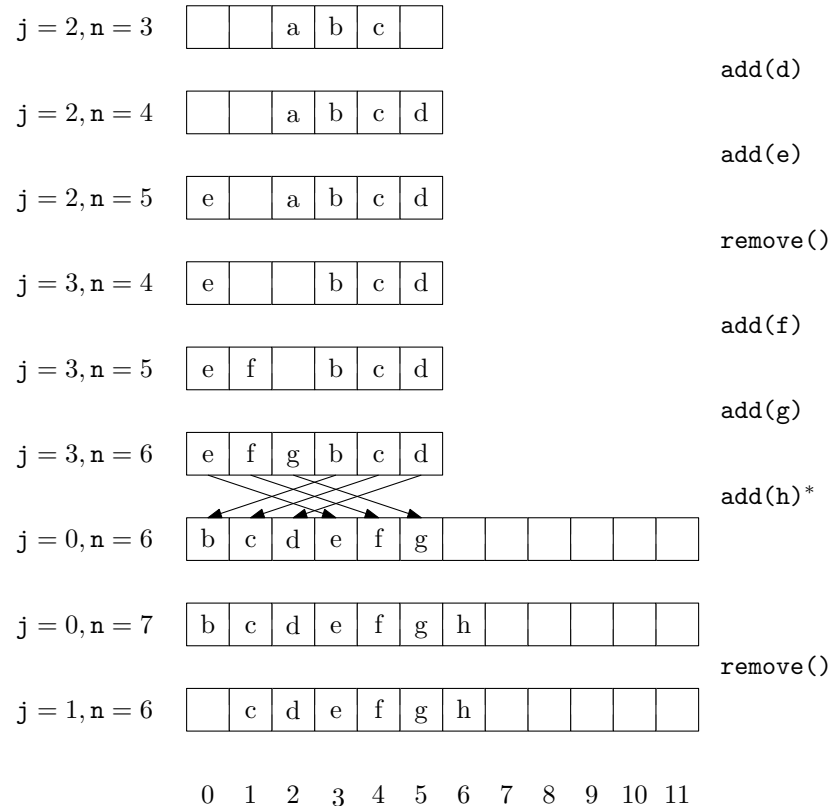 j = 2, n = 3 a b c
add(d)
j = 2, n = 4 a b c d
add(e)
j = 2, n = 5 e a b c d
remove()
j = 3, n = 4 e b c d
add(f)
j = 3, n = 5 e f b c d
add(g)
j = 3, n = 6 e f g b c d
add(h)*
j = 0, n = 6 b c d e f g
j = 0, n = 7 b c d e f g h
remove()
j = 1, n = 6 c d e f g h
0 1 2 3 4 5 6 7 8 9 10 11